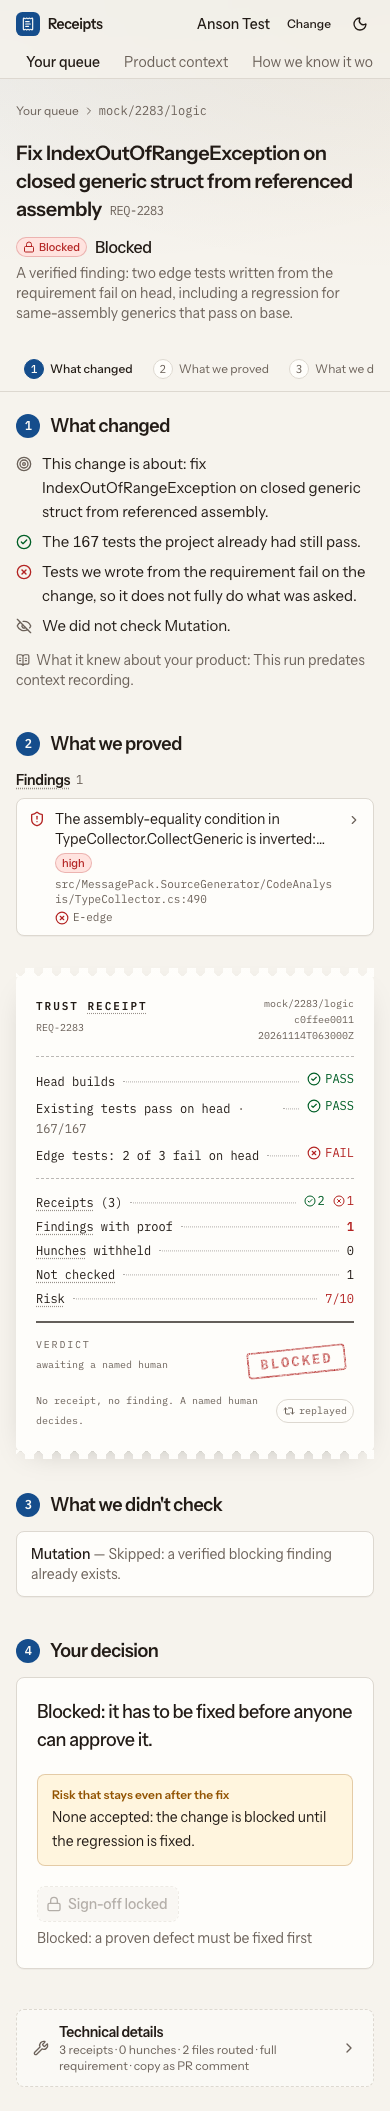 Receipts Anson Test Change
Your queue Product context How we know it wo
Your queue > mock/2283/logic
Fix IndexOutOfRangeException on
closed generic struct from referenced
assembly REQ-2283
Blocked Blocked
A verified finding: two edge tests written from the
requirement fail on head, including a regression for
same-assembly generics that pass on base.
1 What changed 2 What we proved 3 What we d
1 What changed
This change is about: fix
IndexOutOfRangeException on closed generic
struct from referenced assembly.
The 167 tests the project already had still pass.
Tests we wrote from the requirement fail on the
change, so it does not fully do what was asked.
We did not check Mutation.
What it knew about your product: This run predates
context recording.
2 What we proved
Findings 1
The assembly-equality condition in
TypeCollector.CollectGeneric is inverted:...
high
src/MessagePack.SourceGenerator/CodeAnalys
is/TypeCollector.cs:490
E-edge
TRUST RECEIPT mock/2283/logic
c0ffee0011
REQ-2283
20261114T063000Z
Head builds PASS
Existing tests pass on head · PASS
167/167
Edge tests: 2 of 3 fail on head FAIL
Receipts (3) 2 1
Findings with proof 1
Hunches withheld 0
Not checked 1
Risk 7/10
VERDICT
awaiting a named human
BLOCKED
No receipt, no finding. A named human
decides.
replayed
3 What we didn't check
Mutation — Skipped: a verified blocking finding
already exists.
4 Your decision
Blocked: it has to be fixed before anyone
can approve it.
Risk that stays even after the fix
None accepted: the change is blocked until
the regression is fixed.
Sign-off locked
Blocked: a proven defect must be fixed first
Technical details
3 receipts · 0 hunches · 2 files routed · full
requirement · copy as PR comment